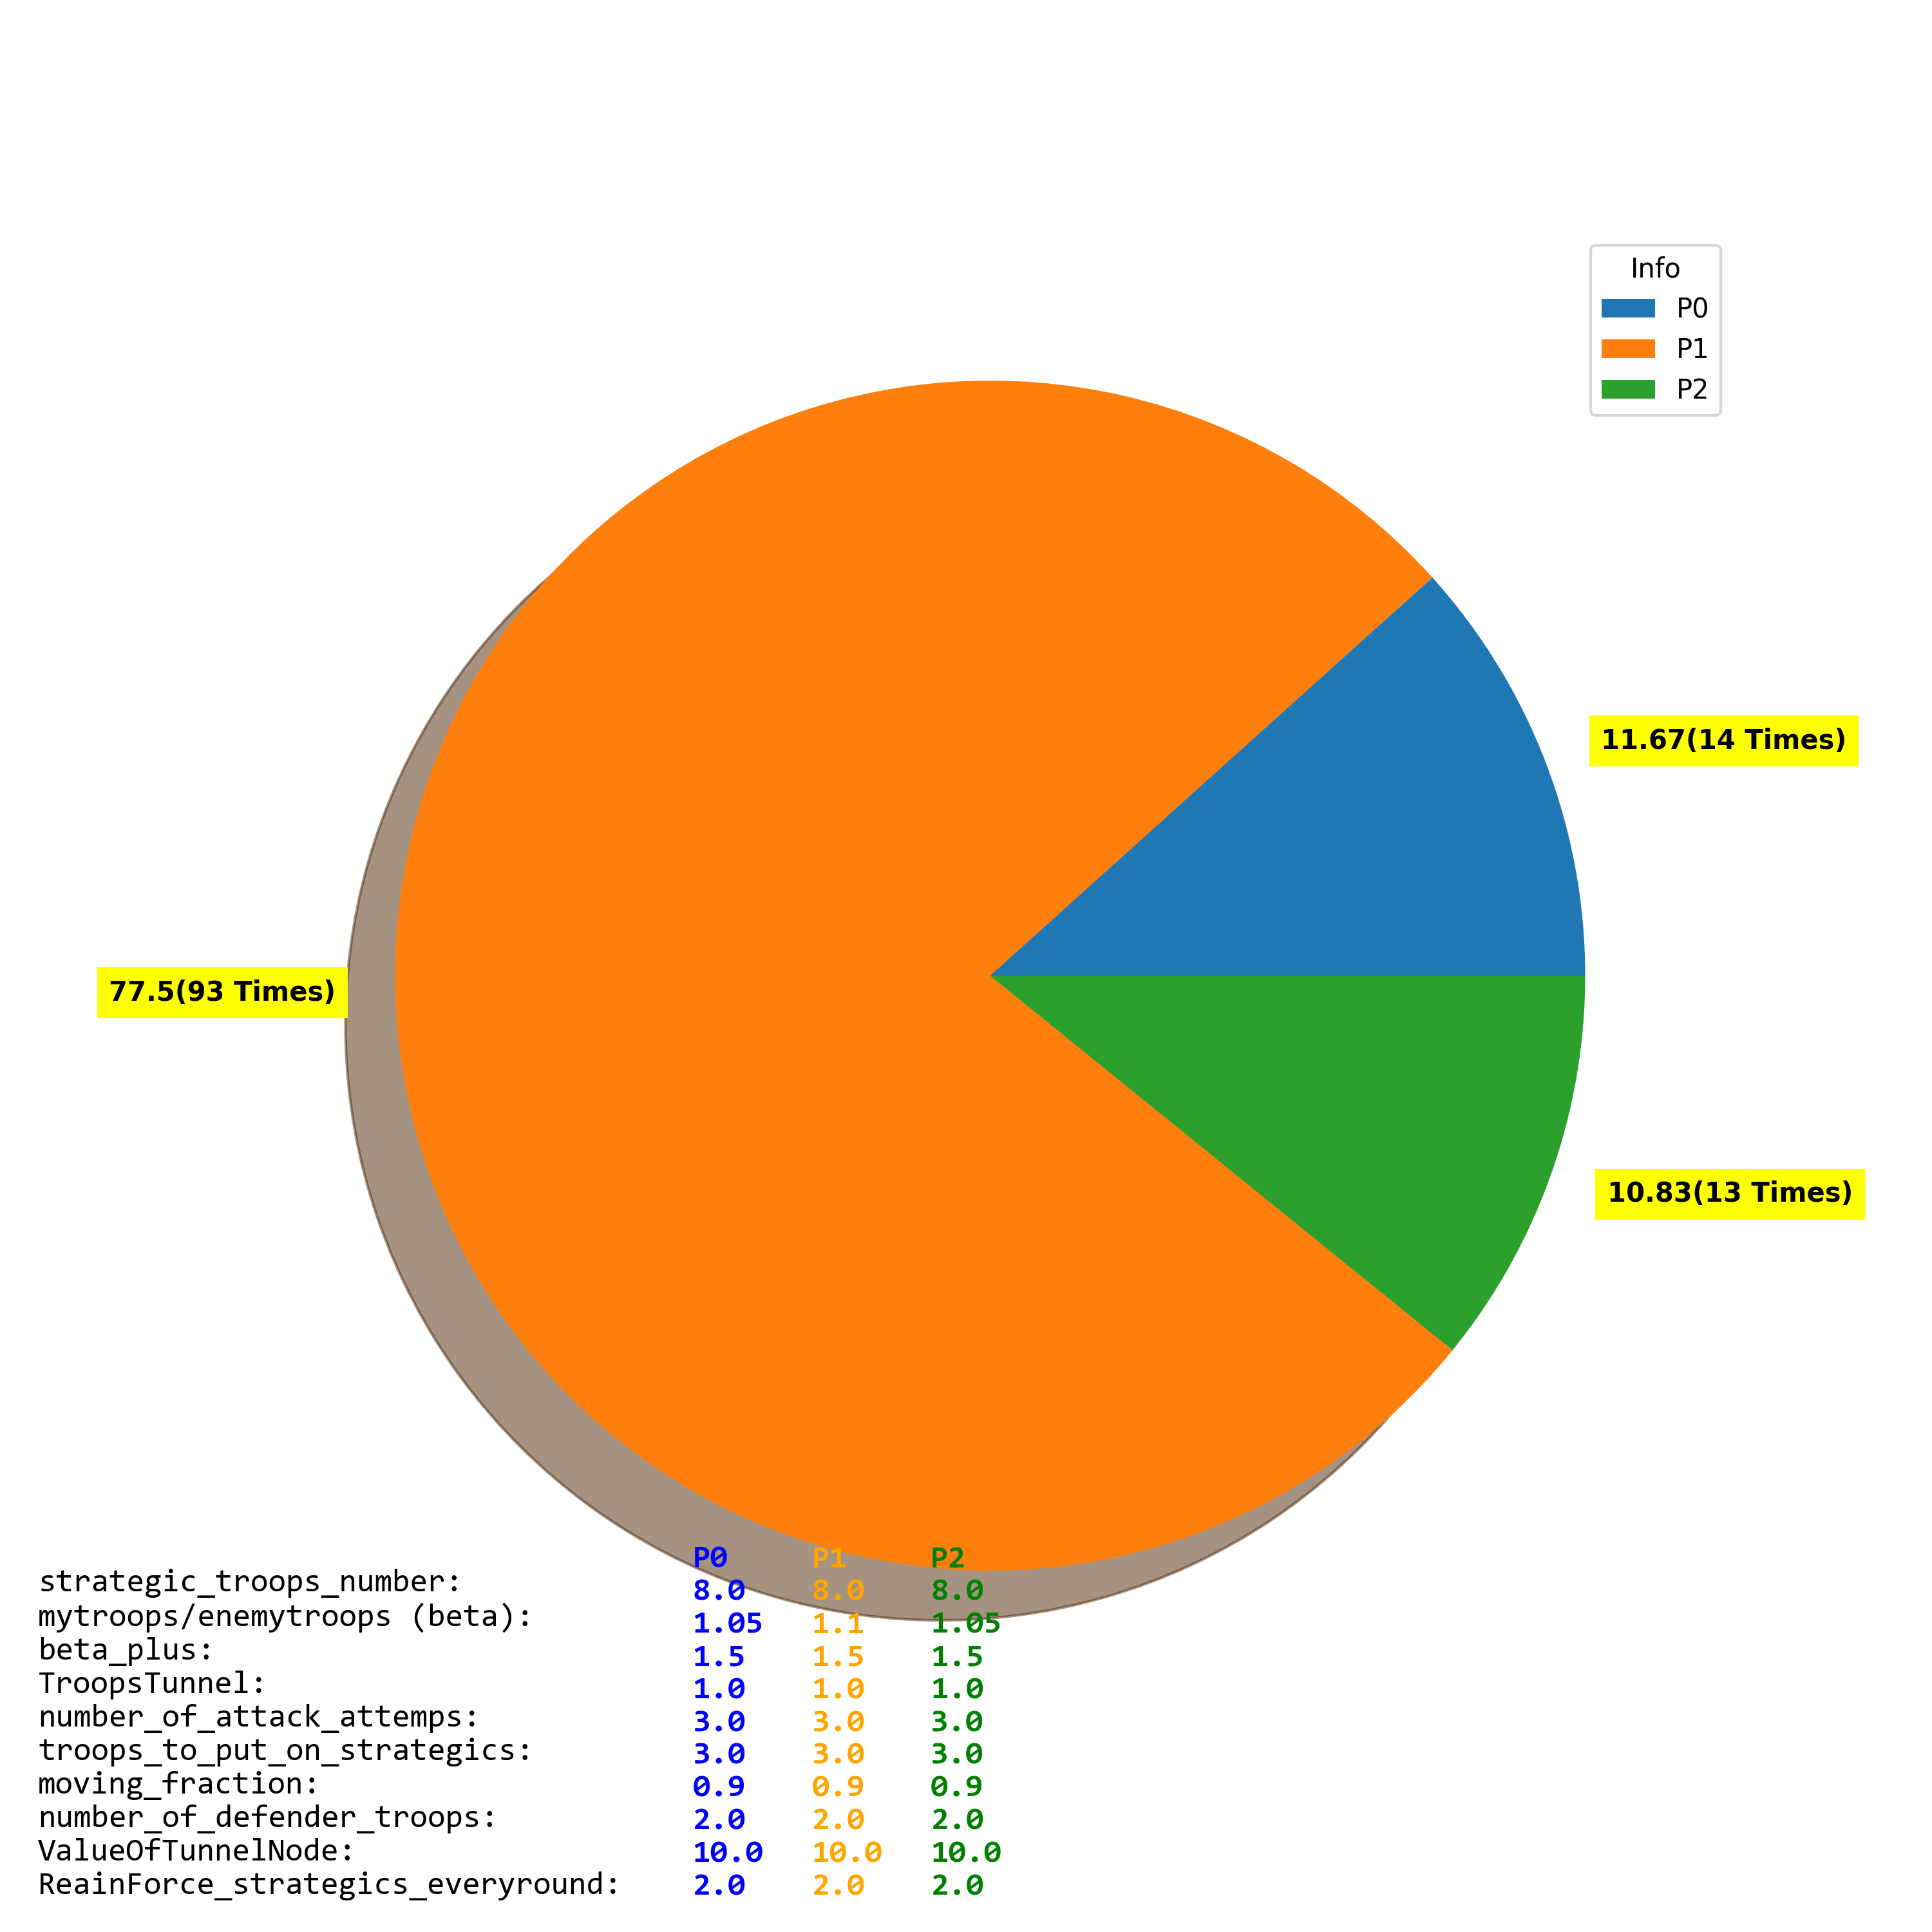 Info
P0
P1
P2
11.67(14 Times)
77.5(93 Times)
10.83(13 Times)
P0 P1 P2
strategic_troops_number: 8.0 8.0 8.0
mytroops/enemytroops (beta): 1.05 1.1 1.05
beta_plus: 1.5 1.5 1.5
TroopsTunnel: 1.0 1.0 1.0
number_of_attack_attemps: 3.0 3.0 3.0
troops_to_put_on_strategics: 3.0 3.0 3.0
moving_fraction: 0.9 0.9 0.9
number_of_defender_troops: 2.0 2.0 2.0
ValueOfTunnelNode: 10.0 10.0 10.0
ReainForce_strategics_everyround: 2.0 2.0 2.0